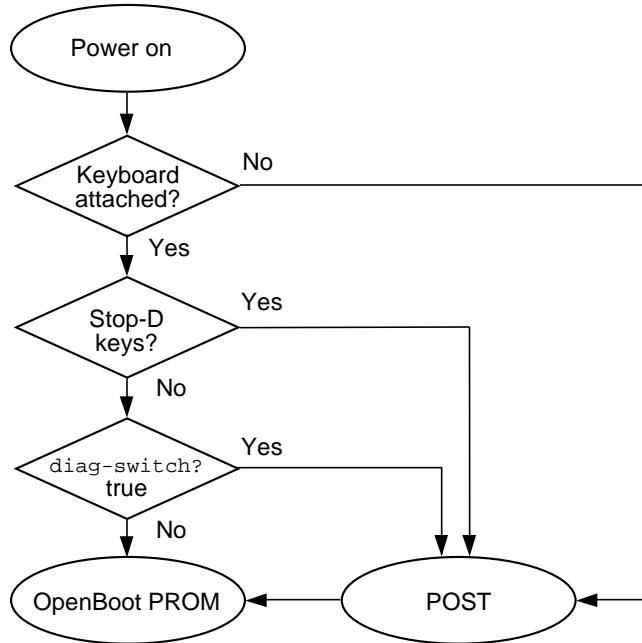 Power on
No
Keyboard
attached?
Yes
Yes
Stop-D
keys?
No
Yes
diag-switch?
true
No
OpenBoot PROM
POST